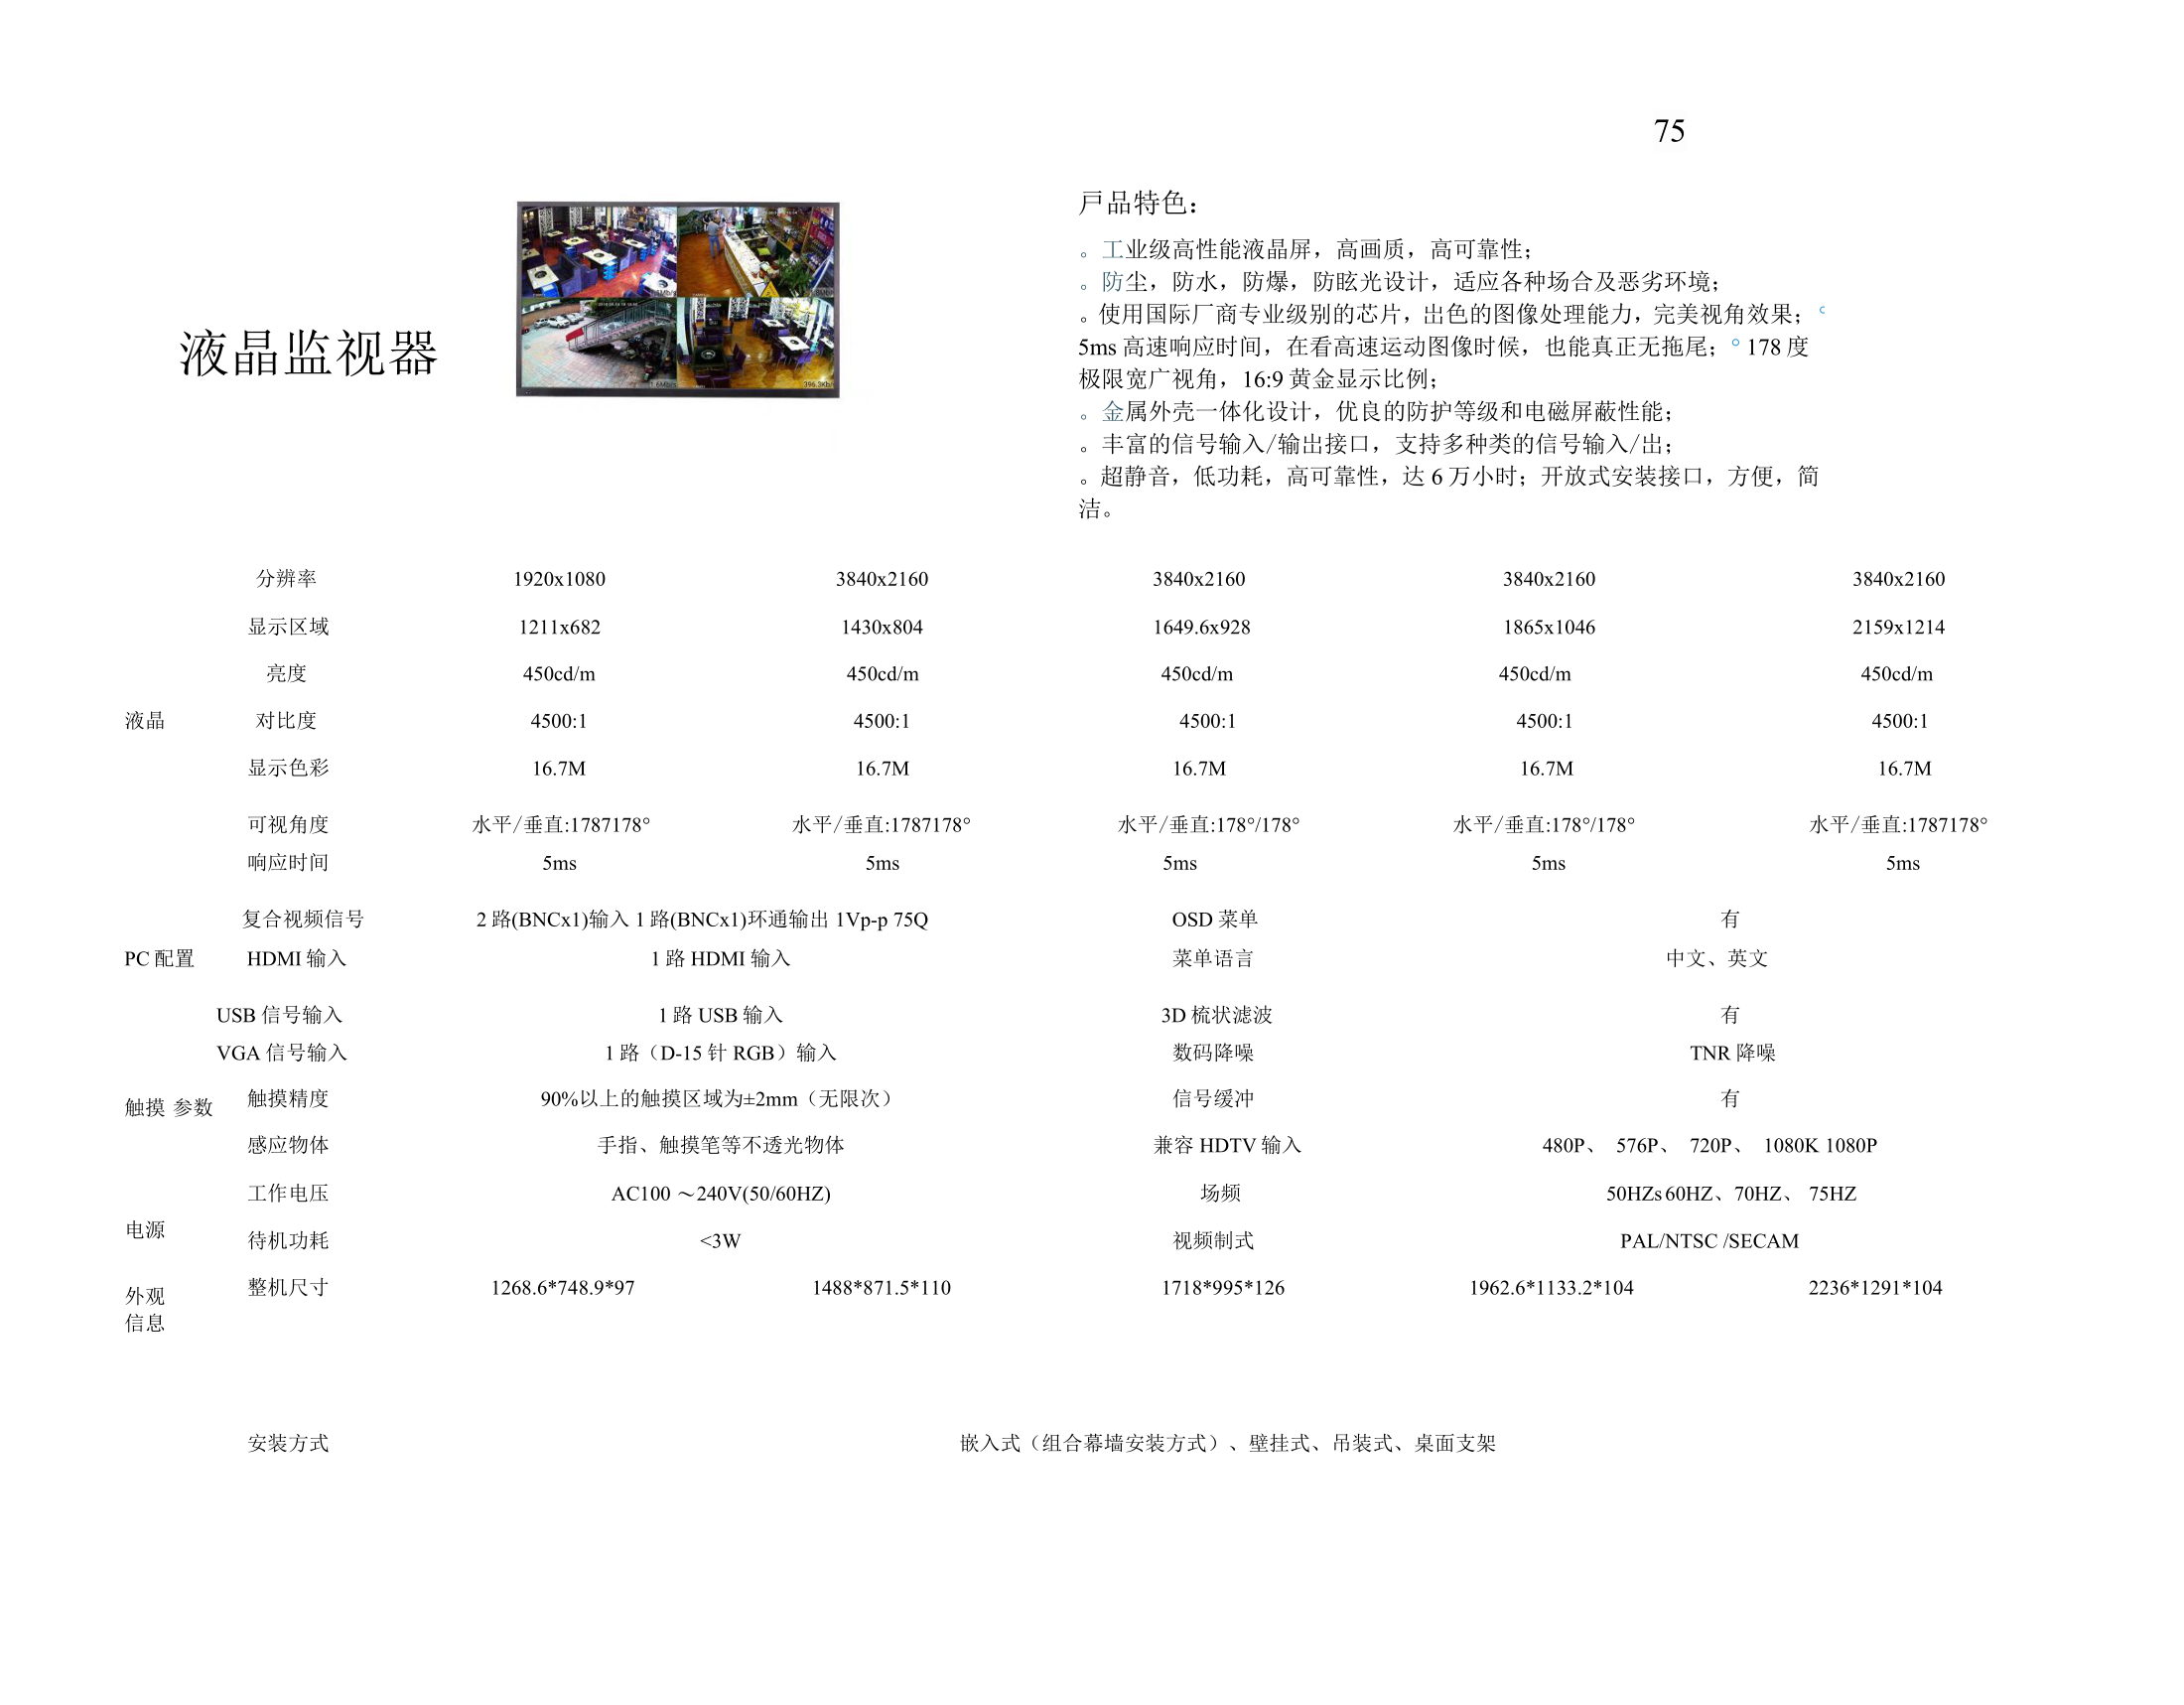 75
液晶监视器
戸品特色：
。工业级高性能液晶屏，高画质，高可靠性；
。防尘，防水，防爆，防眩光设计，适应各种场合及恶劣环境；
。使用国际厂商专业级别的芯片，出色的图像处理能力，完美视角效果；°
5ms 高速响应时间，在看高速运动图像时候，也能真正无拖尾；° 178 度
极限宽广视角，16:9 黄金显示比例；
。金属外壳一体化设计，优良的防护等级和电磁屏蔽性能；
。丰富的信号输入/输出接口，支持多种类的信号输入/出；
。超静音，低功耗，高可靠性，达 6 万小时；开放式安装接口，方便，简
洁。
分辨率 1920x1080 3840x2160 3840x2160 3840x2160 3840x2160
显示区域 1211x682 1430x804 1649.6x928 1865x1046 2159x1214
亮度 450cd/m 450cd/m 450cd/m 450cd/m 450cd/m
液晶 对比度 4500:1 4500:1 4500:1 4500:1 4500:1
显示色彩 16.7M 16.7M 16.7M 16.7M 16.7M
可视角度 水平/垂直:1787178° 水平/垂直:1787178° 水平/垂直:178°/178° 水平/垂直:178°/178° 水平/垂直:1787178°
响应时间 5ms 5ms 5ms 5ms 5ms
复合视频信号 2 路(BNCx1)输入 1 路(BNCx1)环通输出 1Vp-p 75Q OSD 菜单 有
PC 配置 HDMI 输入 1 路 HDMI 输入 菜单语言 中文、英文
USB 信号输入 1 路 USB 输入 3D 梳状滤波 有
VGA 信号输入 1 路（D-15 针 RGB）输入 数码降噪 TNR 降噪
触摸 参数 触摸精度 90%以上的触摸区域为±2mm（无限次） 信号缓冲 有
感应物体 手指、触摸笔等不透光物体 兼容 HDTV 输入 480P、 576P、 720P、 1080K 1080P
工作电压 AC100 ～240V(50/60HZ) 场频 50HZs 60HZ、70HZ、 75HZ
电源
待机功耗 <3W 视频制式 PAL/NTSC /SECAM
整机尺寸 1268.6*748.9*97 1488*871.5*110 1718*995*126 1962.6*1133.2*104 2236*1291*104
外观
信息
安装方式 嵌入式（组合幕墙安装方式）、壁挂式、吊装式、桌面支架